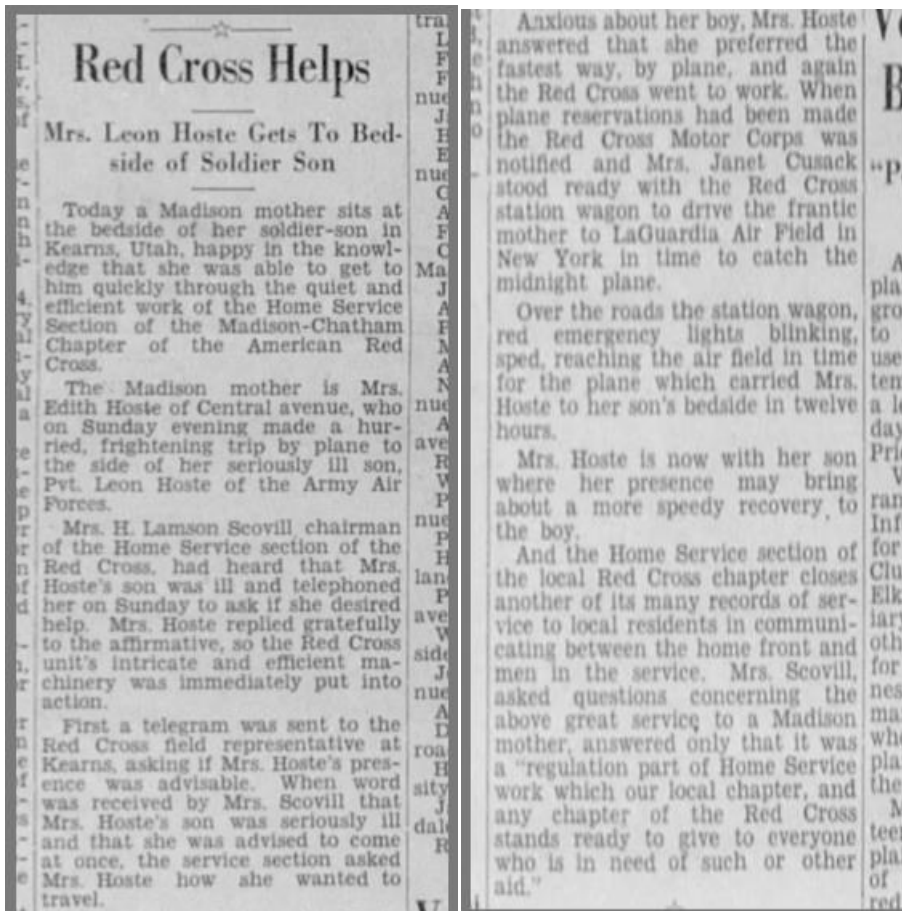 Red Cross Helps
Mrs. Leon Hoste Gets To Bed-
side of Soldier Son
Today a Madison mother sits at
the bedside of her soldier-son in
Kearns, Utah, happy in the knowl-
edge that she was able to get to
him quickly through the quiet and
efficient work of the Home Service
Section of the Madison-Chatham
Chapter of the American Red
Cross.
The Madison mother is Mrs.
Edith Hoste of Central avenue, who
on Sunday evening made a hur-
ried, frightening trip by plane to
the side of her seriously ill son,
Pvt. Leon Hoste of the Army Air
Forces.
Mrs. H. Lamson Scovill, chairman
of the Home Service section of the
Red Cross, had heard that Mrs.
Hoste's son was ill and telephoned
her on Sunday to ask if she desired
help. Mrs. Hoste replied gratefully
to the affirmative, so the Red Cross
unit's intricate and efficient ma-
chinery was immediately put into
action.
First a telegram was sent to the
Red Cross field representative at
Kearns, asking if Mrs. Hoste's pres-
ence was advisable. When word
was received by Mrs. Scovill that
Mrs. Hoste's son was seriously ill
and that she was advised to come
at once, the service section asked
Mrs. Hoste how she wanted to
travel.
Anxious about her boy, Mrs. Hoste
answered that she preferred the
fastest way, by plane, and again
the Red Cross went to work. When
plane reservations had been made
the Red Cross Motor Corps was
notified and Mrs. Janet Cusack
stood ready with the Red Cross
station wagon to drive the frantic
mother to LaGuardia Air Field in
New York in time to catch the
midnight plane.
Over the roads the station wagon,
red emergency lights blinking,
sped, reaching the air field in time
for the plane which carried Mrs.
Hoste to her son's bedside in twelve
hours.
Mrs. Hoste is now with her son
where her presence may bring
about a more speedy recovery to
the boy.
And the Home Service section of
the local Red Cross chapter closes
another of its many records of ser-
vice to local residents in communi-
cating between the home front and
men in the service. Mrs. Scovill,
asked questions concerning the
above great service to a Madison
mother, answered only that it was
a "regulation part of Home Service
work which our local chapter, and
any chapter of the Red Cross
stands ready to give to everyone
who is in need of such or other
aid."